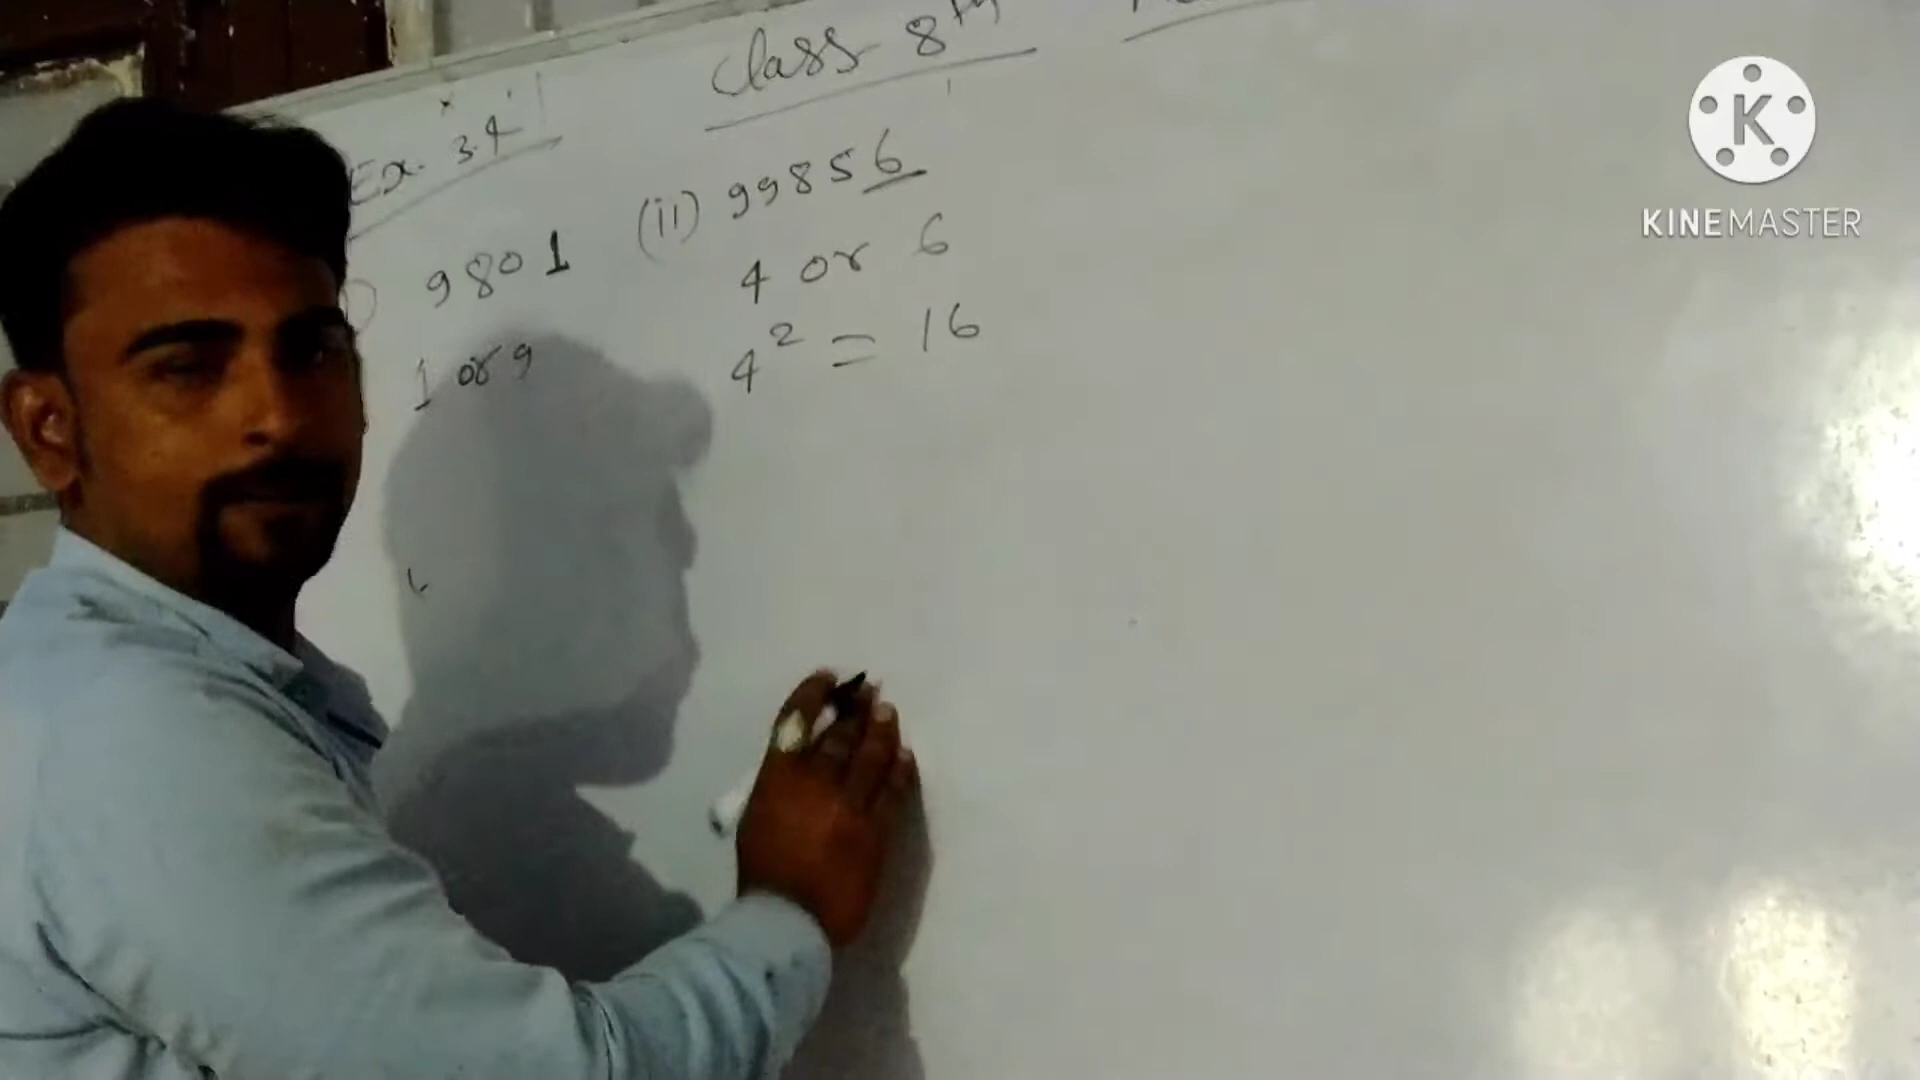 Class 8th
Ex. 3.4
9801
1 or 9
(ii) 99856
4 or 6
4² = 16
KINEMASTER